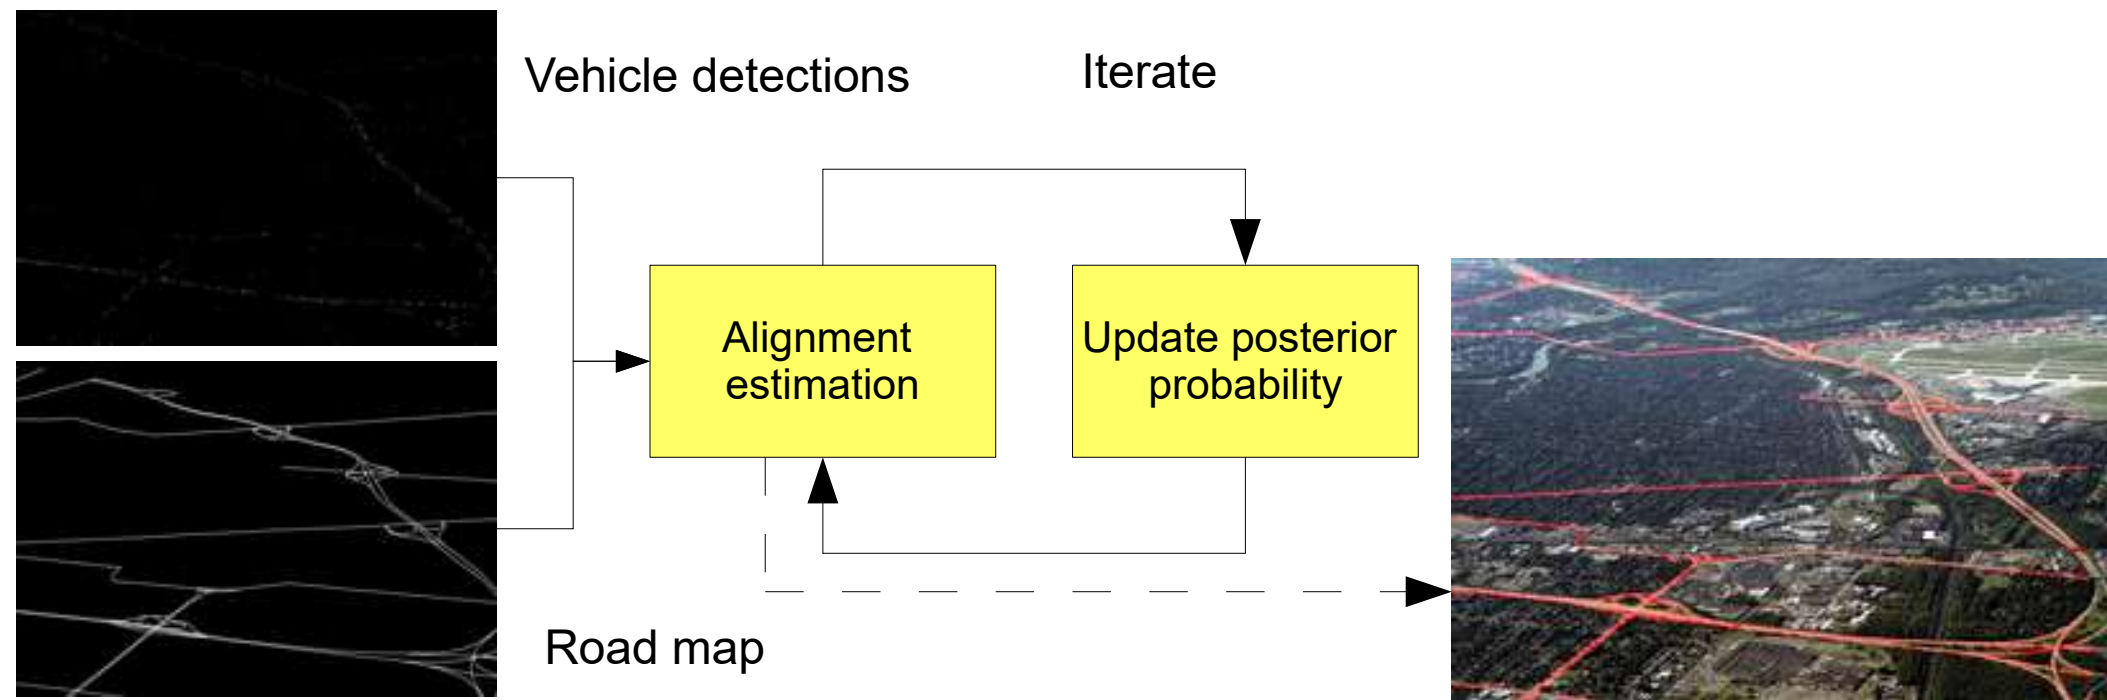 Vehicle detections
Iterate
Alignment
estimation
Update posterior
probability
Road map